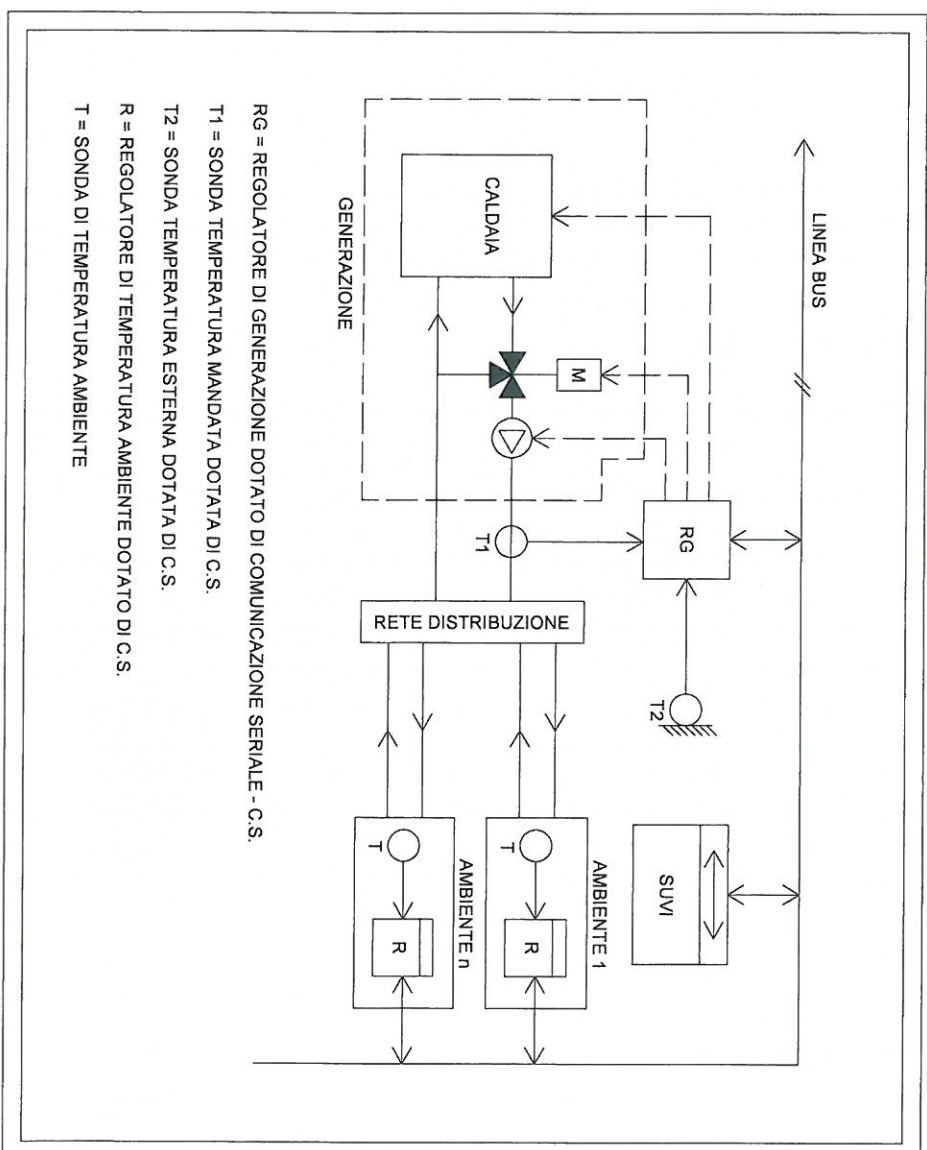 LINEA BUS
RG
T2
SUVI
CALDAIA
M
T1
GENERAZIONE
RETE DISTRIBUZIONE
AMBIENTE 1
T
R
AMBIENTE n
T
R
RG = REGOLATORE DI GENERAZIONE DOTATO DI COMUNICAZIONE SERIALE - C.S.
T1 = SONDA TEMPERATURA MANDATA DOTATA DI C.S.
T2 = SONDA TEMPERATURA ESTERNA DOTATA DI C.S.
R = REGOLATORE DI TEMPERATURA AMBIENTE DOTATO DI C.S.
T = SONDA DI TEMPERATURA AMBIENTE